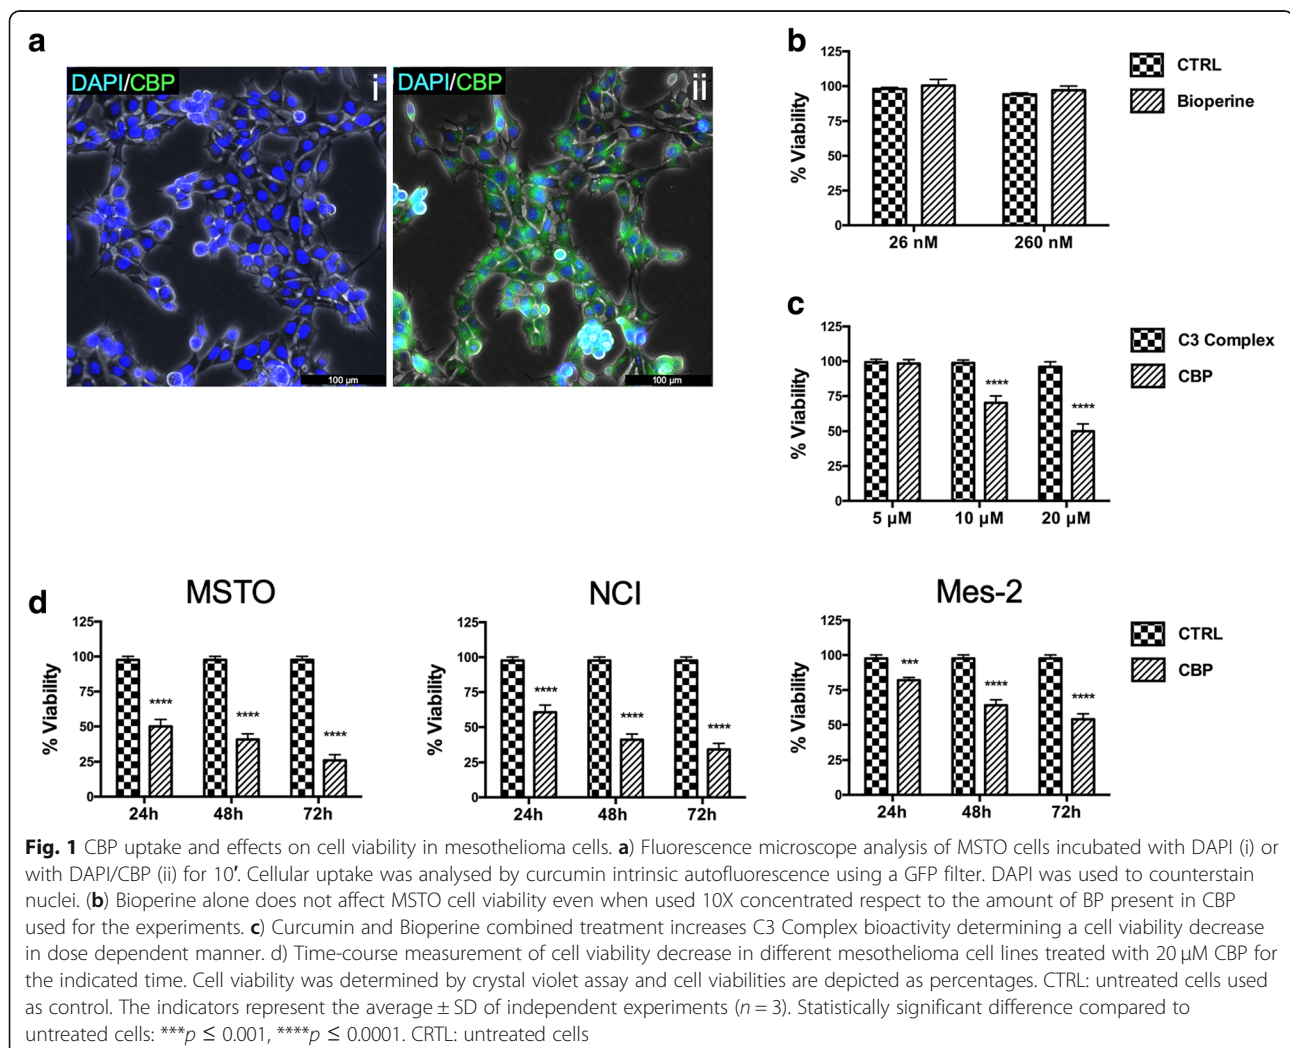 a
DAPI/CBP
i
100 µm
DAPI/CBP
ii
100 µm
b
% Viability
125
100
75
50
25
0
26 nM
260 nM
CTRL
Bioperine
c
% Viability
125
100
75
50
25
0
****
****
5 µM
10 µM
20 µM
C3 Complex
CBP
d
MSTO
% Viability
125
100
75
50
25
0
****
****
****
24h
48h
72h
NCI
% Viability
125
100
75
50
25
0
****
****
****
24h
48h
72h
Mes-2
% Viability
125
100
75
50
25
0
***
****
****
24h
48h
72h
CTRL
CBP
Fig. 1 CBP uptake and effects on cell viability in mesothelioma cells. a) Fluorescence microscope analysis of MSTO cells incubated with DAPI (i) or
with DAPI/CBP (ii) for 10′. Cellular uptake was analysed by curcumin intrinsic autofluorescence using a GFP filter. DAPI was used to counterstain
nuclei. (b) Bioperine alone does not affect MSTO cell viability even when used 10X concentrated respect to the amount of BP present in CBP
used for the experiments. c) Curcumin and Bioperine combined treatment increases C3 Complex bioactivity determining a cell viability decrease
in dose dependent manner. d) Time-course measurement of cell viability decrease in different mesothelioma cell lines treated with 20 µM CBP for
the indicated time. Cell viability was determined by crystal violet assay and cell viabilities are depicted as percentages. CTRL: untreated cells used
as control. The indicators represent the average ± SD of independent experiments (n = 3). Statistically significant difference compared to
untreated cells: ***p ≤ 0.001, ****p ≤ 0.0001. CRTL: untreated cells